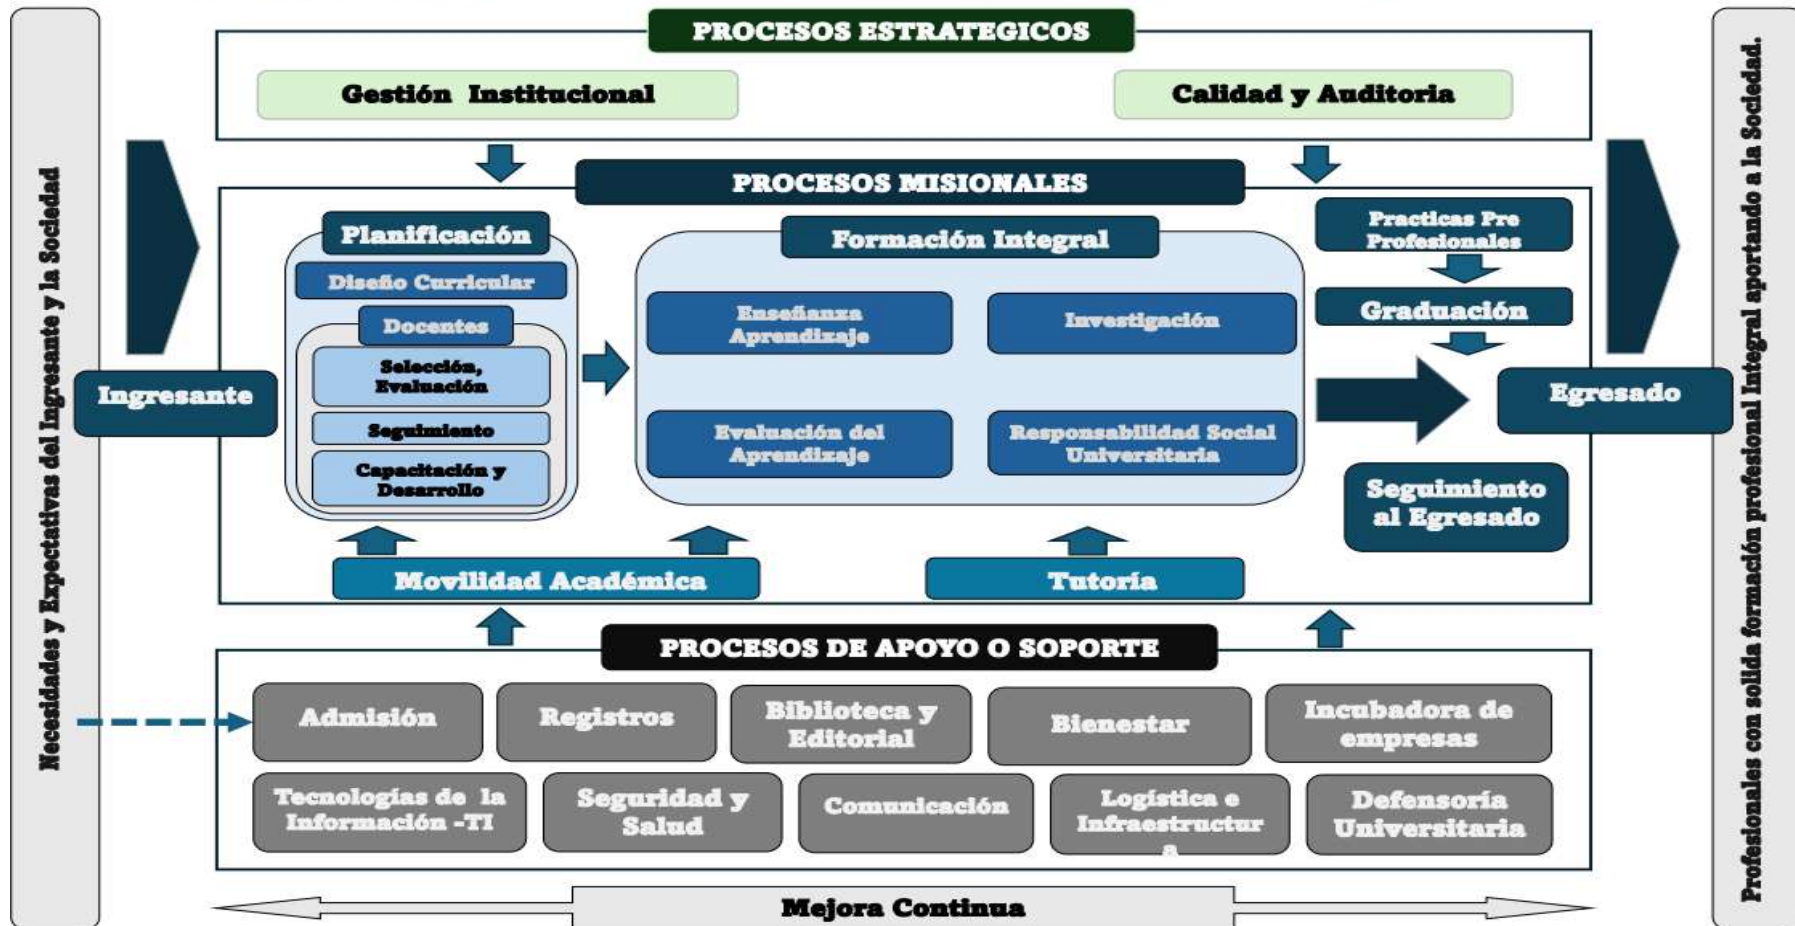 Necesidades y Expectativas del Ingresante y la Sociedad
PROCESOS ESTRATEGICOS
Gestión Institucional
Calidad y Auditoria
PROCESOS MISIONALES
Ingresante
Planificación
Diseño Curricular
Docentes
Selección,
Evaluación
Seguimiento
Capacitación y
Desarrollo
Formación Integral
Enseñanza
Aprendizaje
Investigación
Evaluación del
Aprendizaje
Responsabilidad Social
Universitaria
Practicas Pre
Profesionales
Graduación
Egresado
Seguimiento
al Egresado
Movilidad Académica
Tutoría
PROCESOS DE APOYO O SOPORTE
Admisión
Registros
Biblioteca y
Editorial
Bienestar
Incubadora de
empresas
Tecnologías de la
Información -TI
Seguridad y
Salud
Comunicación
Logística e
Infraestructur
a
Defensoría
Universitaria
Mejora Continua
Profesionales con solida formación profesional Integral aportando a la Sociedad.